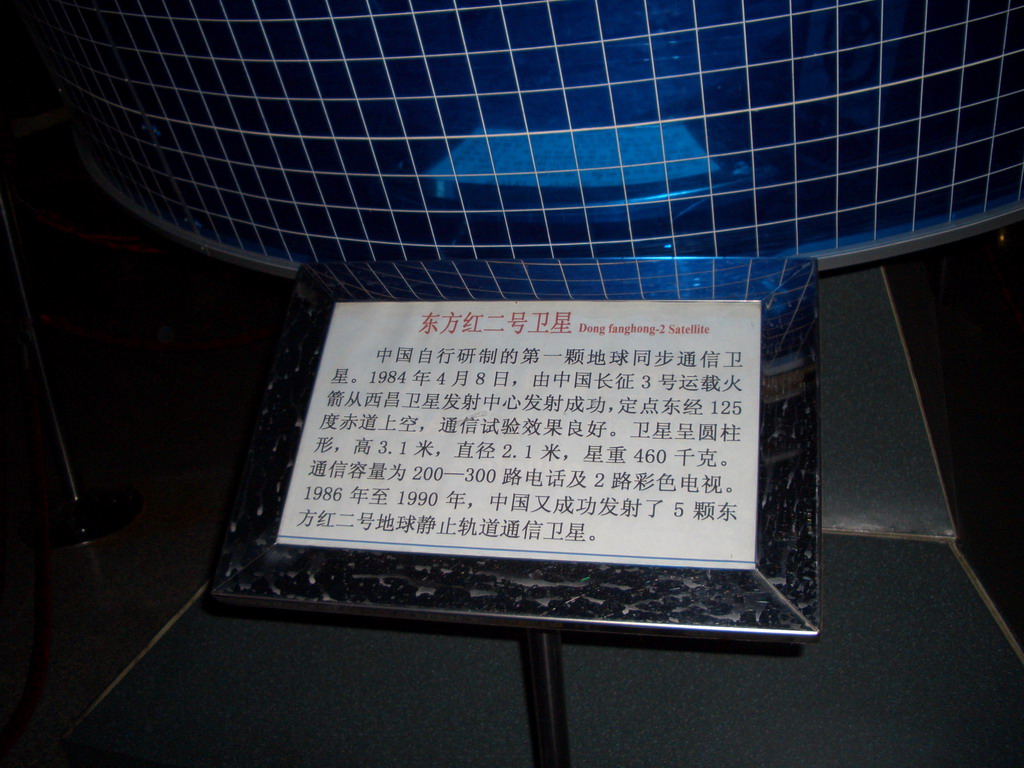 东方红二号卫星 Dong fanghong-2 Satellite
中国自行研制的第一颗地球同步通信卫
星。1984 年 4 月 8 日，由中国长征 3 号运载火
箭从西昌卫星发射中心发射成功，定点东经 125
度赤道上空，通信试验效果良好。卫星呈圆柱
形，高 3.1 米，直径 2.1 米，星重 460 千克。
通信容量为 200—300 路电话及 2 路彩色电视。
1986 年至 1990 年，中国又成功发射了 5 颗东
方红二号地球静止轨道通信卫星。